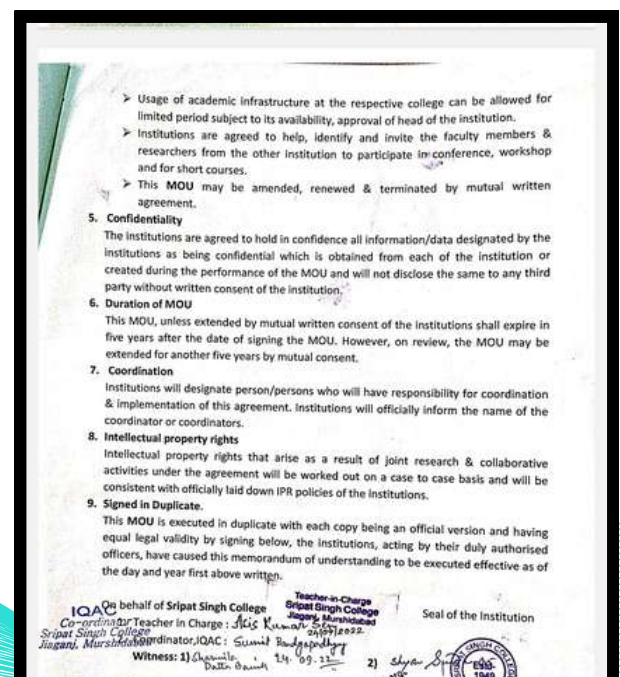 ➢ Usage of academic infrastructure at the respective college can be allowed for
limited period subject to its availability, approval of head of the institution.
➢ Institutions are agreed to help, identify and invite the faculty members &
researchers from the other Institution to participate in conference, workshop
and for short courses.
➢ This MOU may be amended, renewed & terminated by mutual written
agreement.
5. Confidentiality
The institutions are agreed to hold in confidence all information/data designated by the
institutions as being confidential which is obtained from each of the institution or
created during the performance of the MOU and will not disclose the same to any third
party without written consent of the institution.
6. Duration of MOU
This MOU, unless extended by mutual written consent of the Institutions shall expire in
five years after the date of signing the MOU. However, on review, the MOU may be
extended for another five years by mutual consent.
7. Coordination
Institutions will designate person/persons who will have responsibility for coordination
& implementation of this agreement. Institutions will officially inform the name of the
coordinator or coordinators.
8. Intellectual property rights
Intellectual property rights that arise as a result of joint research & collaborative
activities under the agreement will be worked out on a case to case basis and will be
consistent with officially laid down IPR policies of the Institutions.
9. Signed in Duplicate.
This MOU is executed in duplicate with each copy being an official version and having
equal legal validity by signing below, the Institutions, acting by their duly authorised
officers, have caused this memorandum of understanding to be executed effective as of
the day and year first above written.
Teacher-in-Charge
Sripat Singh College
Jiaganj, Murshidabad
On behalf of Sripat Singh College
Seal of the Institution
IQAC
Co-ordinator
Sripat Singh College
Jiaganj, Murshidabad
Teacher in Charge : Kumar
24/09/2022
Coordinator, IQAC : Sumit
Witness: 1) Sharmila 24.09.22
2) Shyam
SINGH COLLEGE
1949